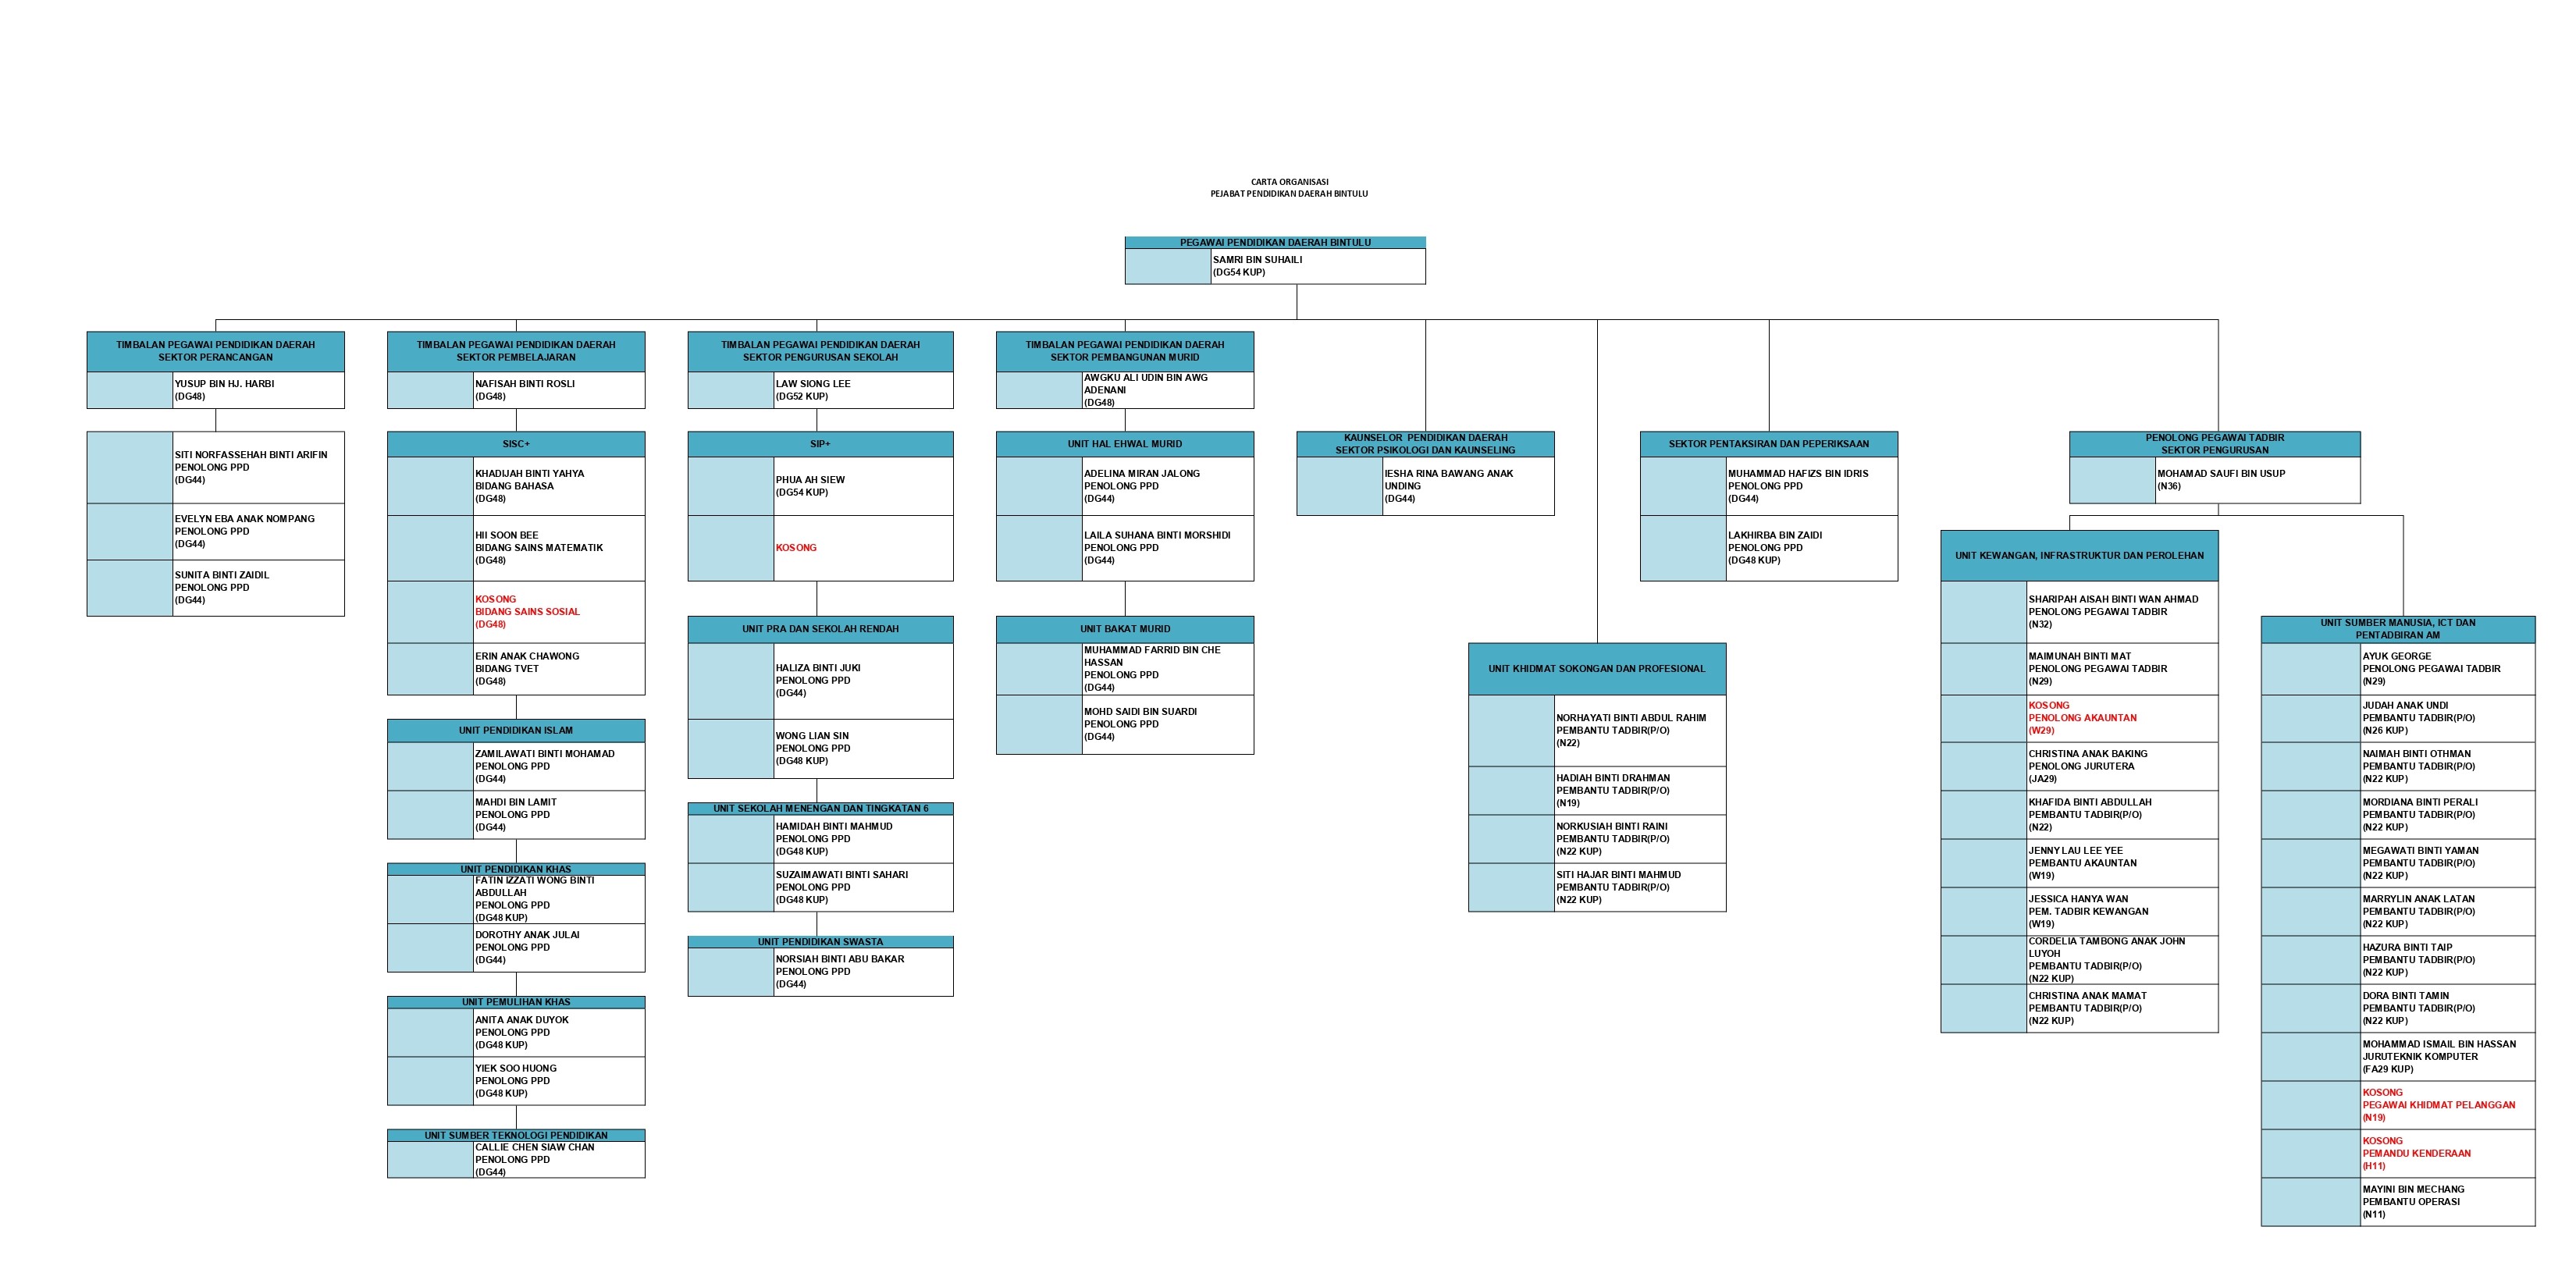 CARTA ORGANISASI
PEJABAT PENDIDIKAN DAERAH BINTULU
PEGAWAI PENDIDIKAN DAERAH BINTULU
SAMRI BIN SUHAILI
(DG54 KUP)
TIMBALAN PEGAWAI PENDIDIKAN DAERAH
SEKTOR PERANCANGAN
YUSUP BIN HJ. HARBI
(DG48)
SITI NORFASSEHAH BINTI ARIFIN
PENOLONG PPD
(DG44)
EVELYN EBA ANAK NOMPANG
PENOLONG PPD
(DG44)
SUNITA BINTI ZAIDIL
PENOLONG PPD
(DG44)
TIMBALAN PEGAWAI PENDIDIKAN DAERAH
SEKTOR PEMBELAJARAN
NAFISAH BINTI ROSLI
(DG48)
SISC+
KHADIJAH BINTI YAHYA
BIDANG BAHASA
(DG48)
HII SOON BEE
BIDANG SAINS MATEMATIK
(DG48)
KOSONG
BIDANG SAINS SOSIAL
(DG48)
ERIN ANAK CHAWONG
BIDANG TVET
(DG48)
UNIT PENDIDIKAN ISLAM
ZAMILAWATI BINTI MOHAMAD
PENOLONG PPD
(DG44)
MAHDI BIN LAMIT
PENOLONG PPD
(DG44)
UNIT PENDIDIKAN KHAS
FATIN IZZATI WONG BINTI
ABDULLAH
PENOLONG PPD
(DG48 KUP)
DOROTHY ANAK JULAI
PENOLONG PPD
(DG44)
UNIT PEMULIHAN KHAS
ANITA ANAK DUYOK
PENOLONG PPD
(DG48 KUP)
YIEK SOO HUONG
PENOLONG PPD
(DG48 KUP)
UNIT SUMBER TEKNOLOGI PENDIDIKAN
CALLIE CHEN SIAW CHAN
PENOLONG PPD
(DG44)
TIMBALAN PEGAWAI PENDIDIKAN DAERAH
SEKTOR PENGURUSAN SEKOLAH
LAW SIONG LEE
(DG52 KUP)
SIP+
PHUA AH SIEW
(DG54 KUP)
KOSONG
UNIT PRA DAN SEKOLAH RENDAH
HALIZA BINTI JUKI
PENOLONG PPD
(DG44)
WONG LIAN SIN
PENOLONG PPD
(DG48 KUP)
UNIT SEKOLAH MENENGAN DAN TINGKATAN 6
HAMIDAH BINTI MAHMUD
PENOLONG PPD
(DG48 KUP)
SUZAIMAWATI BINTI SAHARI
PENOLONG PPD
(DG48 KUP)
UNIT PENDIDIKAN SWASTA
NORSIAH BINTI ABU BAKAR
PENOLONG PPD
(DG44)
TIMBALAN PEGAWAI PENDIDIKAN DAERAH
SEKTOR PEMBANGUNAN MURID
AWGKU ALI UDIN BIN AWG
ADENANI
(DG48)
UNIT HAL EHWAL MURID
ADELINA MIRAN JALONG
PENOLONG PPD
(DG44)
LAILA SUHANA BINTI MORSHIDI
PENOLONG PPD
(DG44)
UNIT BAKAT MURID
MUHAMMAD FARRID BIN CHE
HASSAN
PENOLONG PPD
(DG44)
MOHD SAIDI BIN SUARDI
PENOLONG PPD
(DG44)
KAUNSELOR PENDIDIKAN DAERAH
SEKTOR PSIKOLOGI DAN KAUNSELING
IESHA RINA BAWANG ANAK
UNDING
(DG44)
UNIT KHIDMAT SOKONGAN DAN PROFESIONAL
NORHAYATI BINTI ABDUL RAHIM
PEMBANTU TADBIR(P/O)
(N22)
HADIAH BINTI DRAHMAN
PEMBANTU TADBIR(P/O)
(N19)
NORKUSIAH BINTI RAINI
PEMBANTU TADBIR(P/O)
(N22 KUP)
SITI HAJAR BINTI MAHMUD
PEMBANTU TADBIR(P/O)
(N22 KUP)
SEKTOR PENTAKSIRAN DAN PEPERIKSAAN
MUHAMMAD HAFIZS BIN IDRIS
PENOLONG PPD
(DG44)
LAKHIRBA BIN ZAIDI
PENOLONG PPD
(DG48 KUP)
PENOLONG PEGAWAI TADBIR
SEKTOR PENGURUSAN
MOHAMAD SAUFI BIN USUP
(N36)
UNIT KEWANGAN, INFRASTRUKTUR DAN PEROLEHAN
SHARIPAH AISAH BINTI WAN AHMAD
PENOLONG PEGAWAI TADBIR
(N32)
MAIMUNAH BINTI MAT
PENOLONG PEGAWAI TADBIR
(N29)
KOSONG
PENOLONG AKAUNTAN
(W29)
CHRISTINA ANAK BAKING
PENOLONG JURUTERA
(JA29)
KHAFIDA BINTI ABDULLAH
PEMBANTU TADBIR(P/O)
(N22)
JENNY LAU LEE YEE
PEMBANTU AKAUNTAN
(W19)
JESSICA HANYA WAN
PEM. TADBIR KEWANGAN
(W19)
CORDELIA TAMBONG ANAK JOHN
LUYOH
PEMBANTU TADBIR(P/O)
(N22 KUP)
CHRISTINA ANAK MAMAT
PEMBANTU TADBIR(P/O)
(N22 KUP)
UNIT SUMBER MANUSIA, ICT DAN
PENTADBIRAN AM
AYUK GEORGE
PENOLONG PEGAWAI TADBIR
(N29)
JUDAH ANAK UNDI
PEMBANTU TADBIR(P/O)
(N26 KUP)
NAIMAH BINTI OTHMAN
PEMBANTU TADBIR(P/O)
(N22 KUP)
MORDIANA BINTI PERALI
PEMBANTU TADBIR(P/O)
(N22 KUP)
MEGAWATI BINTI YAMAN
PEMBANTU TADBIR(P/O)
(N22 KUP)
MARRYLIN ANAK LATAN
PEMBANTU TADBIR(P/O)
(N22 KUP)
HAZURA BINTI TAIP
PEMBANTU TADBIR(P/O)
(N22 KUP)
DORA BINTI TAMIN
PEMBANTU TADBIR(P/O)
(N22 KUP)
MOHAMMAD ISMAIL BIN HASSAN
JURUTEKNIK KOMPUTER
(FA29 KUP)
KOSONG
PEGAWAI KHIDMAT PELANGGAN
(N19)
KOSONG
PEMANDU KENDERAAN
(H11)
MAYINI BIN MECHANG
PEMBANTU OPERASI
(N11)